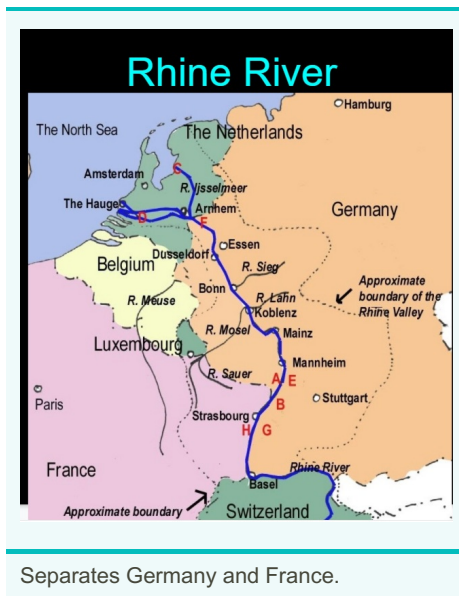 Rhine River
Hamburg
The North Sea
The Netherlands
Amsterdam
C
R. Ijsselmeer
The Hauge
Arnhem
D
F
Germany
Essen
Dusseldorf
Belgium
R. Sieg
Approximate
boundary of the
Rhine Valley
Bonn
R. Lahn
R. Meuse
Koblenz
R. Mosel
Mainz
Luxembourg
Mannheim
R. Sauer
A E
Paris
B
Stuttgart
Strasbourg
H G
France
Rhine River
Basel
Approximate boundary
Switzerland
Separates Germany and France.